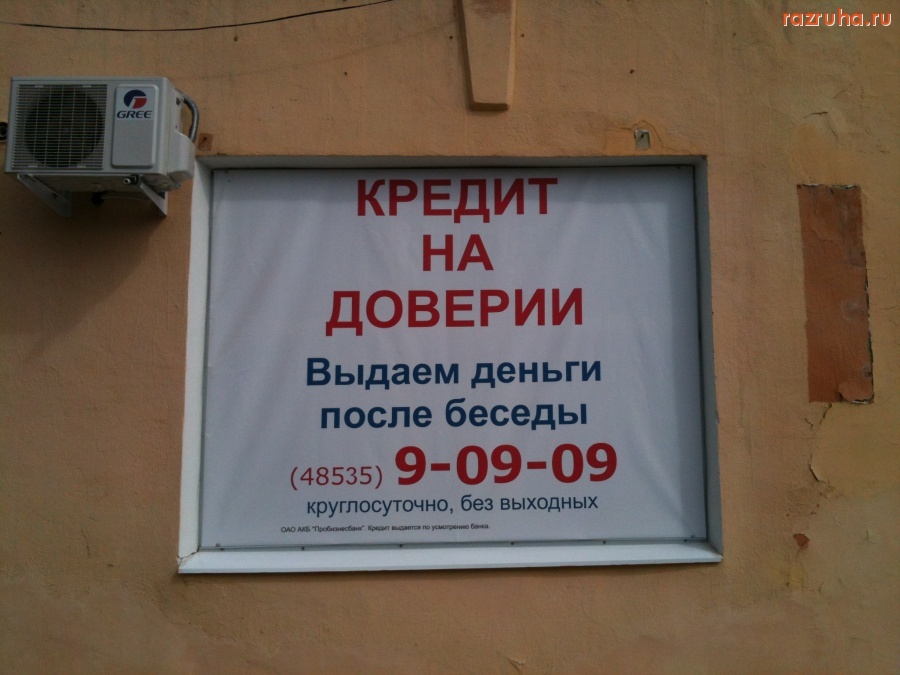 razruha.ru
GREE
КРЕДИТ
НА
ДОВЕРИИ
Выдаем деньги
после беседы
(48535) 9-09-09
круглосуточно, без выходных
ОАО АКБ "Пробизнесбанк". Кредит выдается по усмотрению банка.